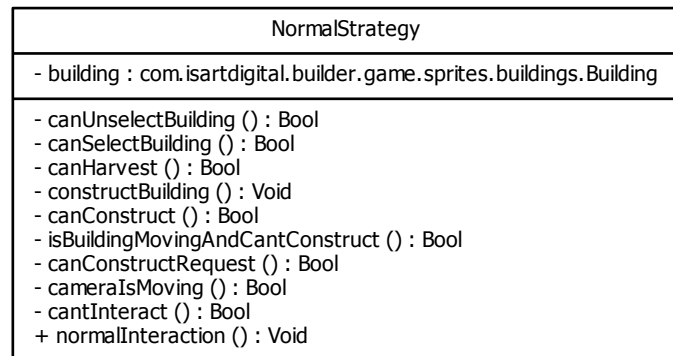 NormalStrategy
- building : com.isartdigital.builder.game.sprites.buildings.Building
- canUnselectBuilding () : Bool
- canSelectBuilding () : Bool
- canHarvest () : Bool
- constructBuilding () : Void
- canConstruct () : Bool
- isBuildingMovingAndCantConstruct () : Bool
- canConstructRequest () : Bool
- cameraIsMoving () : Bool
- cantInteract () : Bool
+ normalInteraction () : Void